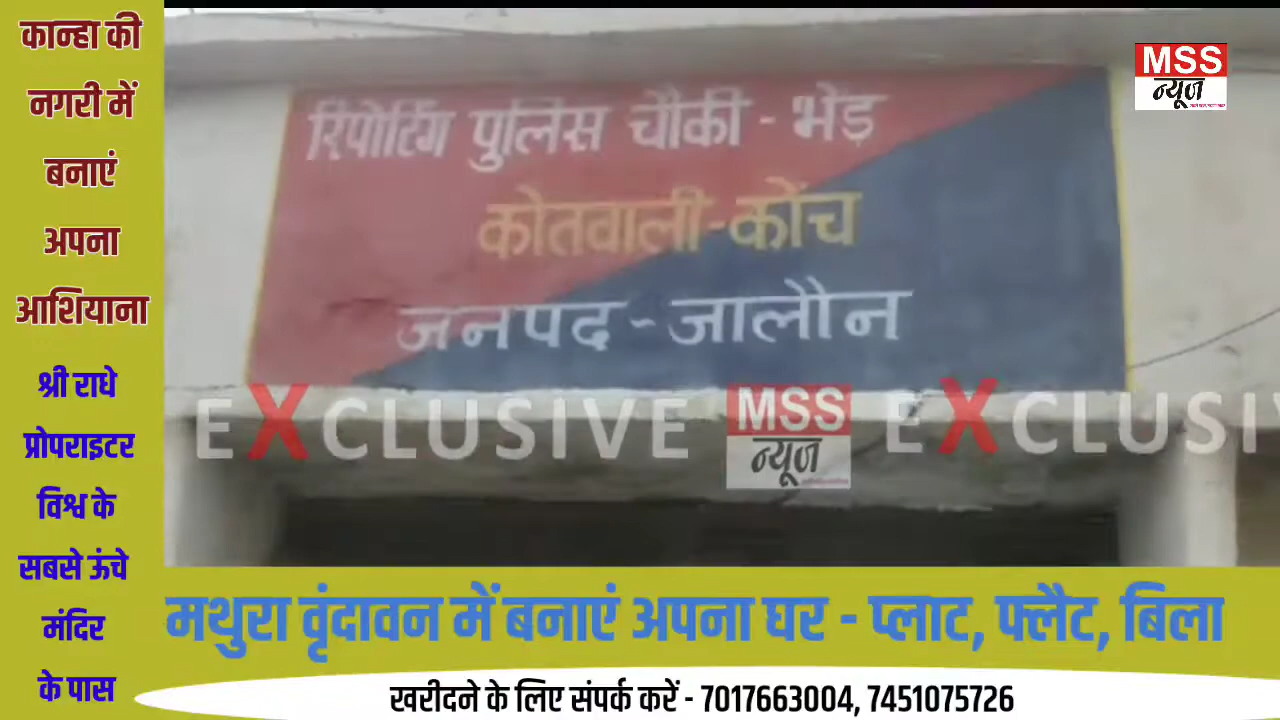 कान्हा की
नगरी में
बनाएं
अपना
आशियाना
श्री राधे
प्रोपराइटर
विश्व के
सबसे ऊंचे
मंदिर
के पास
MSS
न्यूज
रिपोर्टिंग पुलिस चौकी - भेंड़
कोतवाली-कोंच
जनपद - जालौन
EXCLUSIVE
MSS
न्यूज
EXCLUSIV
मथुरा वृंदावन में बनाएं अपना घर - प्लाट, फ्लैट, बिला
खरीदने के लिए संपर्क करें - 7017663004, 7451075726